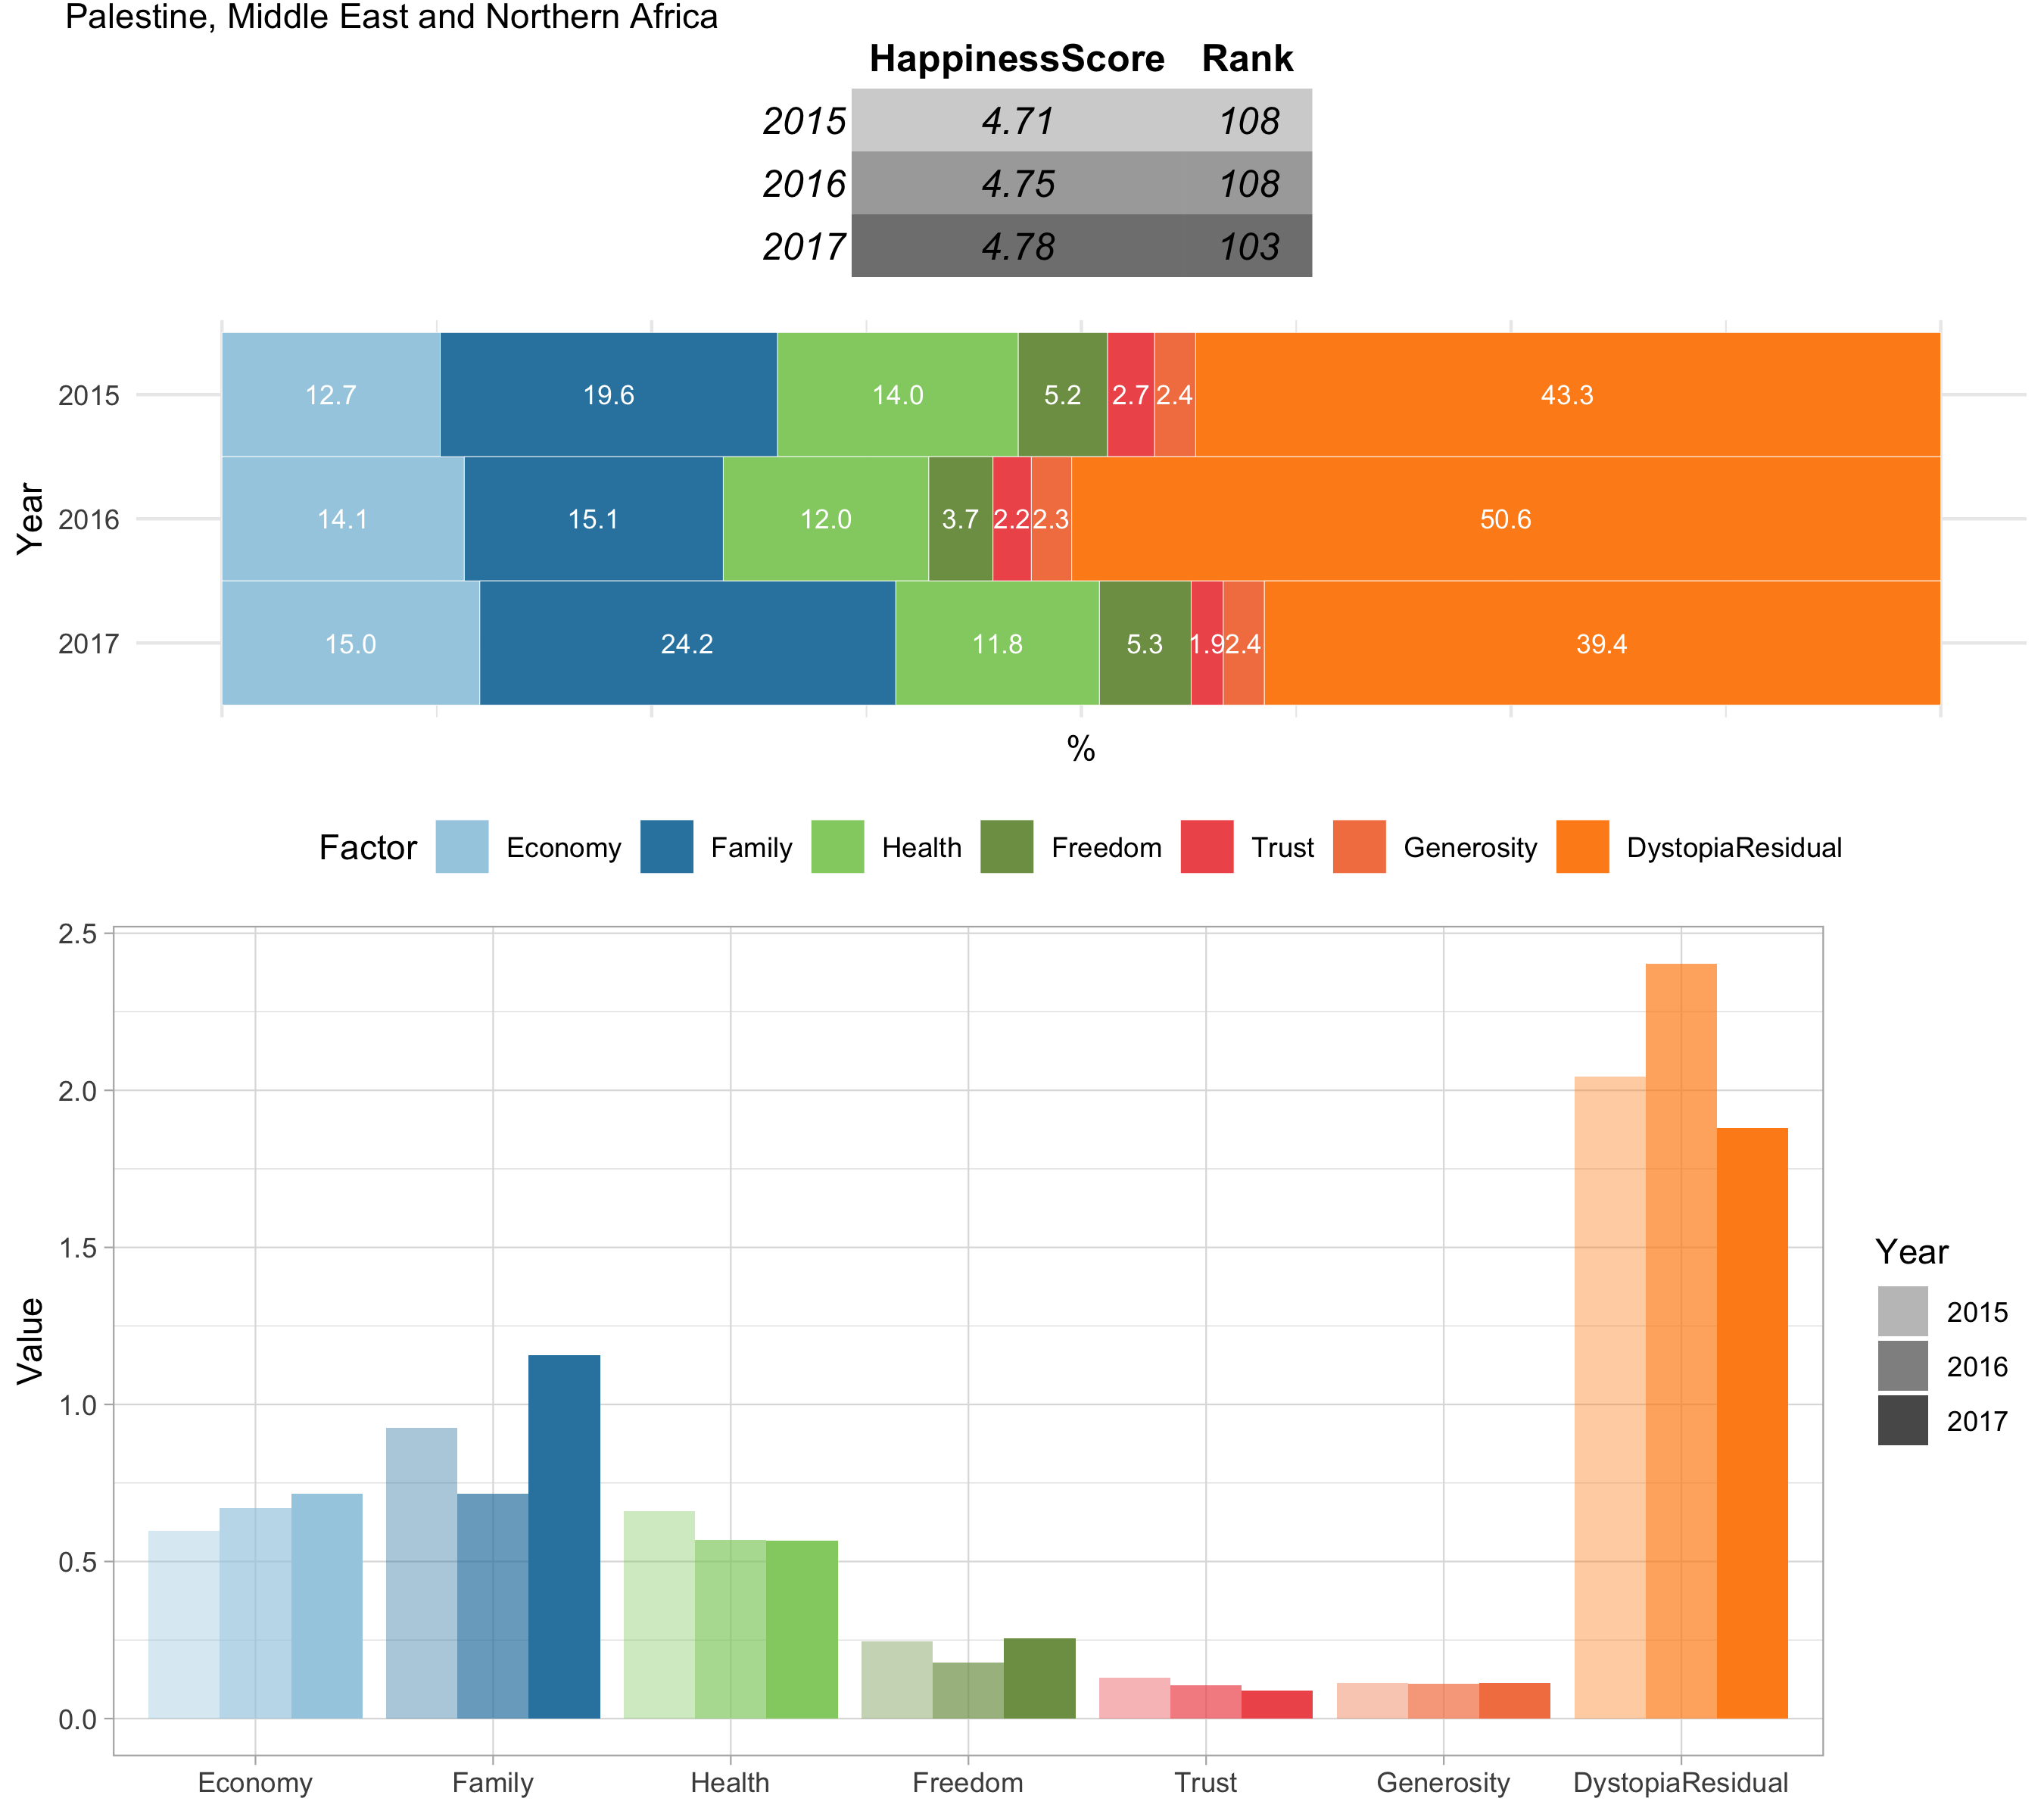 Palestine, Middle East and Northern Africa
HappinessScore Rank
2015 4.71 108
2016 4.75 108
2017 4.78 103
Year
2015 12.7 19.6 14.0 5.2 2.7 2.4 43.3
2016 14.1 15.1 12.0 3.7 2.2 2.3 50.6
2017 15.0 24.2 11.8 5.3 1.9 2.4 39.4
%
Factor Economy Family Health Freedom Trust Generosity DystopiaResidual
Value
2.5
2.0
1.5
1.0
0.5
0.0
Economy Family Health Freedom Trust Generosity DystopiaResidual
Year
2015
2016
2017